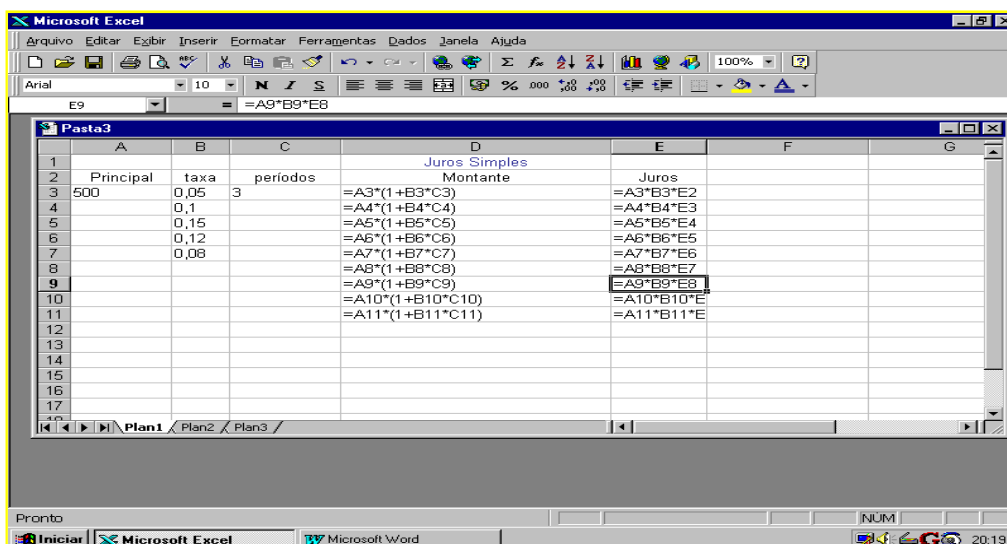 Microsoft Excel
Arquivo Editar Exibir Inserir Formatar Ferramentas Dados Janela Ajuda
100%
Arial 10 N I S % 000
E9 = =A9*B9*E8
Pasta3
A B C D E F G
1 Juros Simples
2 Principal taxa períodos Montante Juros
3 500 0,05 3 =A3*(1+B3*C3) =A3*B3*E2
4 0,1 =A4*(1+B4*C4) =A4*B4*E3
5 0,15 =A5*(1+B5*C5) =A5*B5*E4
6 0,12 =A6*(1+B6*C6) =A6*B6*E5
7 0,08 =A7*(1+B7*C7) =A7*B7*E6
8 =A8*(1+B8*C8) =A8*B8*E7
9 =A9*(1+B9*C9) =A9*B9*E8
10 =A10*(1+B10*C10) =A10*B10*E
11 =A11*(1+B11*C11) =A11*B11*E
12
13
14
15
16
17
Plan1 Plan2 Plan3
Pronto NÚM
Iniciar Microsoft Excel Microsoft Word 20:19